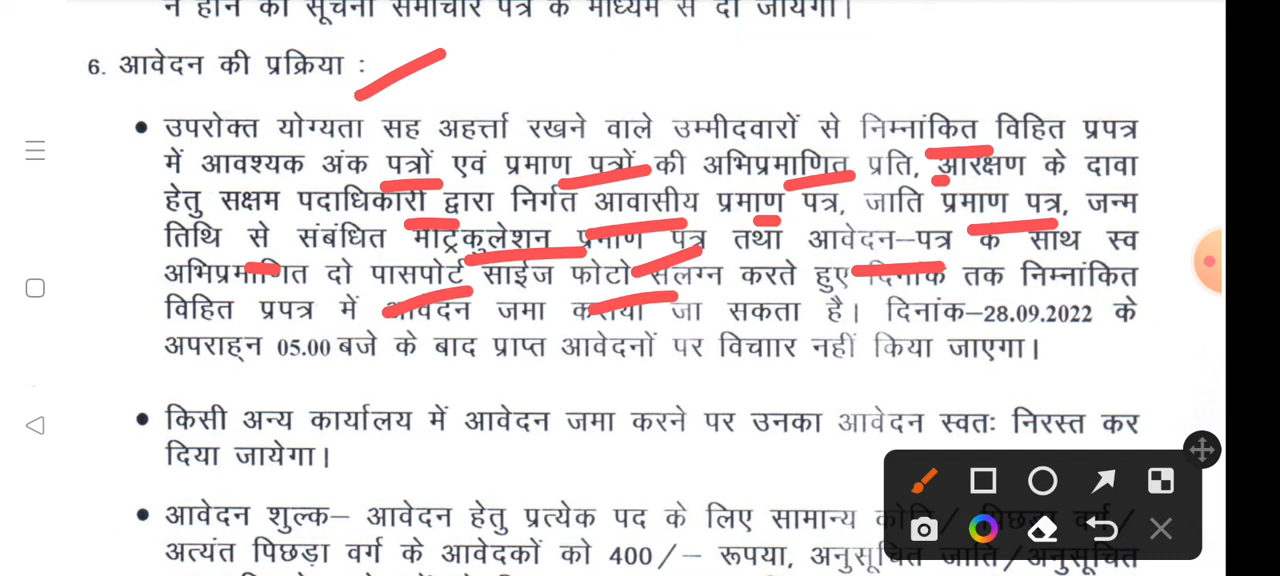 न होने की सूचना समाचार पत्र के माध्यम से दी जायेगी।
6. आवेदन की प्रक्रिया :
• उपरोक्त योग्यता सह अहर्त्ता रखने वाले उम्मीदवारों से निम्नांकित विहित प्रपत्र
में आवश्यक अंक पत्रों एवं प्रमाण पत्रों की अभिप्रमाणित प्रति, आरक्षण के दावा
हेतु सक्षम पदाधिकारी द्वारा निर्गत आवासीय प्रमाण पत्र, जाति प्रमाण पत्र, जन्म
तिथि से संबंधित मैट्रिकुलेशन प्रमाण पत्र तथा आवेदन–पत्र के साथ स्व
अभिप्रमाणित दो पासपोर्ट साईज फोटो संलग्न करते हुए दिनांक तक निम्नांकित
विहित प्रपत्र में आवेदन जमा कराया जा सकता है। दिनांक–28.09.2022 के
अपराह्न 05.00 बजे के बाद प्राप्त आवेदनों पर विचाार नहीं किया जाएगा।
• किसी अन्य कार्यालय में आवेदन जमा करने पर उनका आवेदन स्वतः निरस्त कर
दिया जायेगा।
• आवेदन शुल्क– आवेदन हेतु प्रत्येक पद के लिए सामान्य कोटि/ पिछड़ा वर्ग/
अत्यंत पिछड़ा वर्ग के आवेदकों को 400/– रूपया, अनुसूचित जाति/अनुसूचित